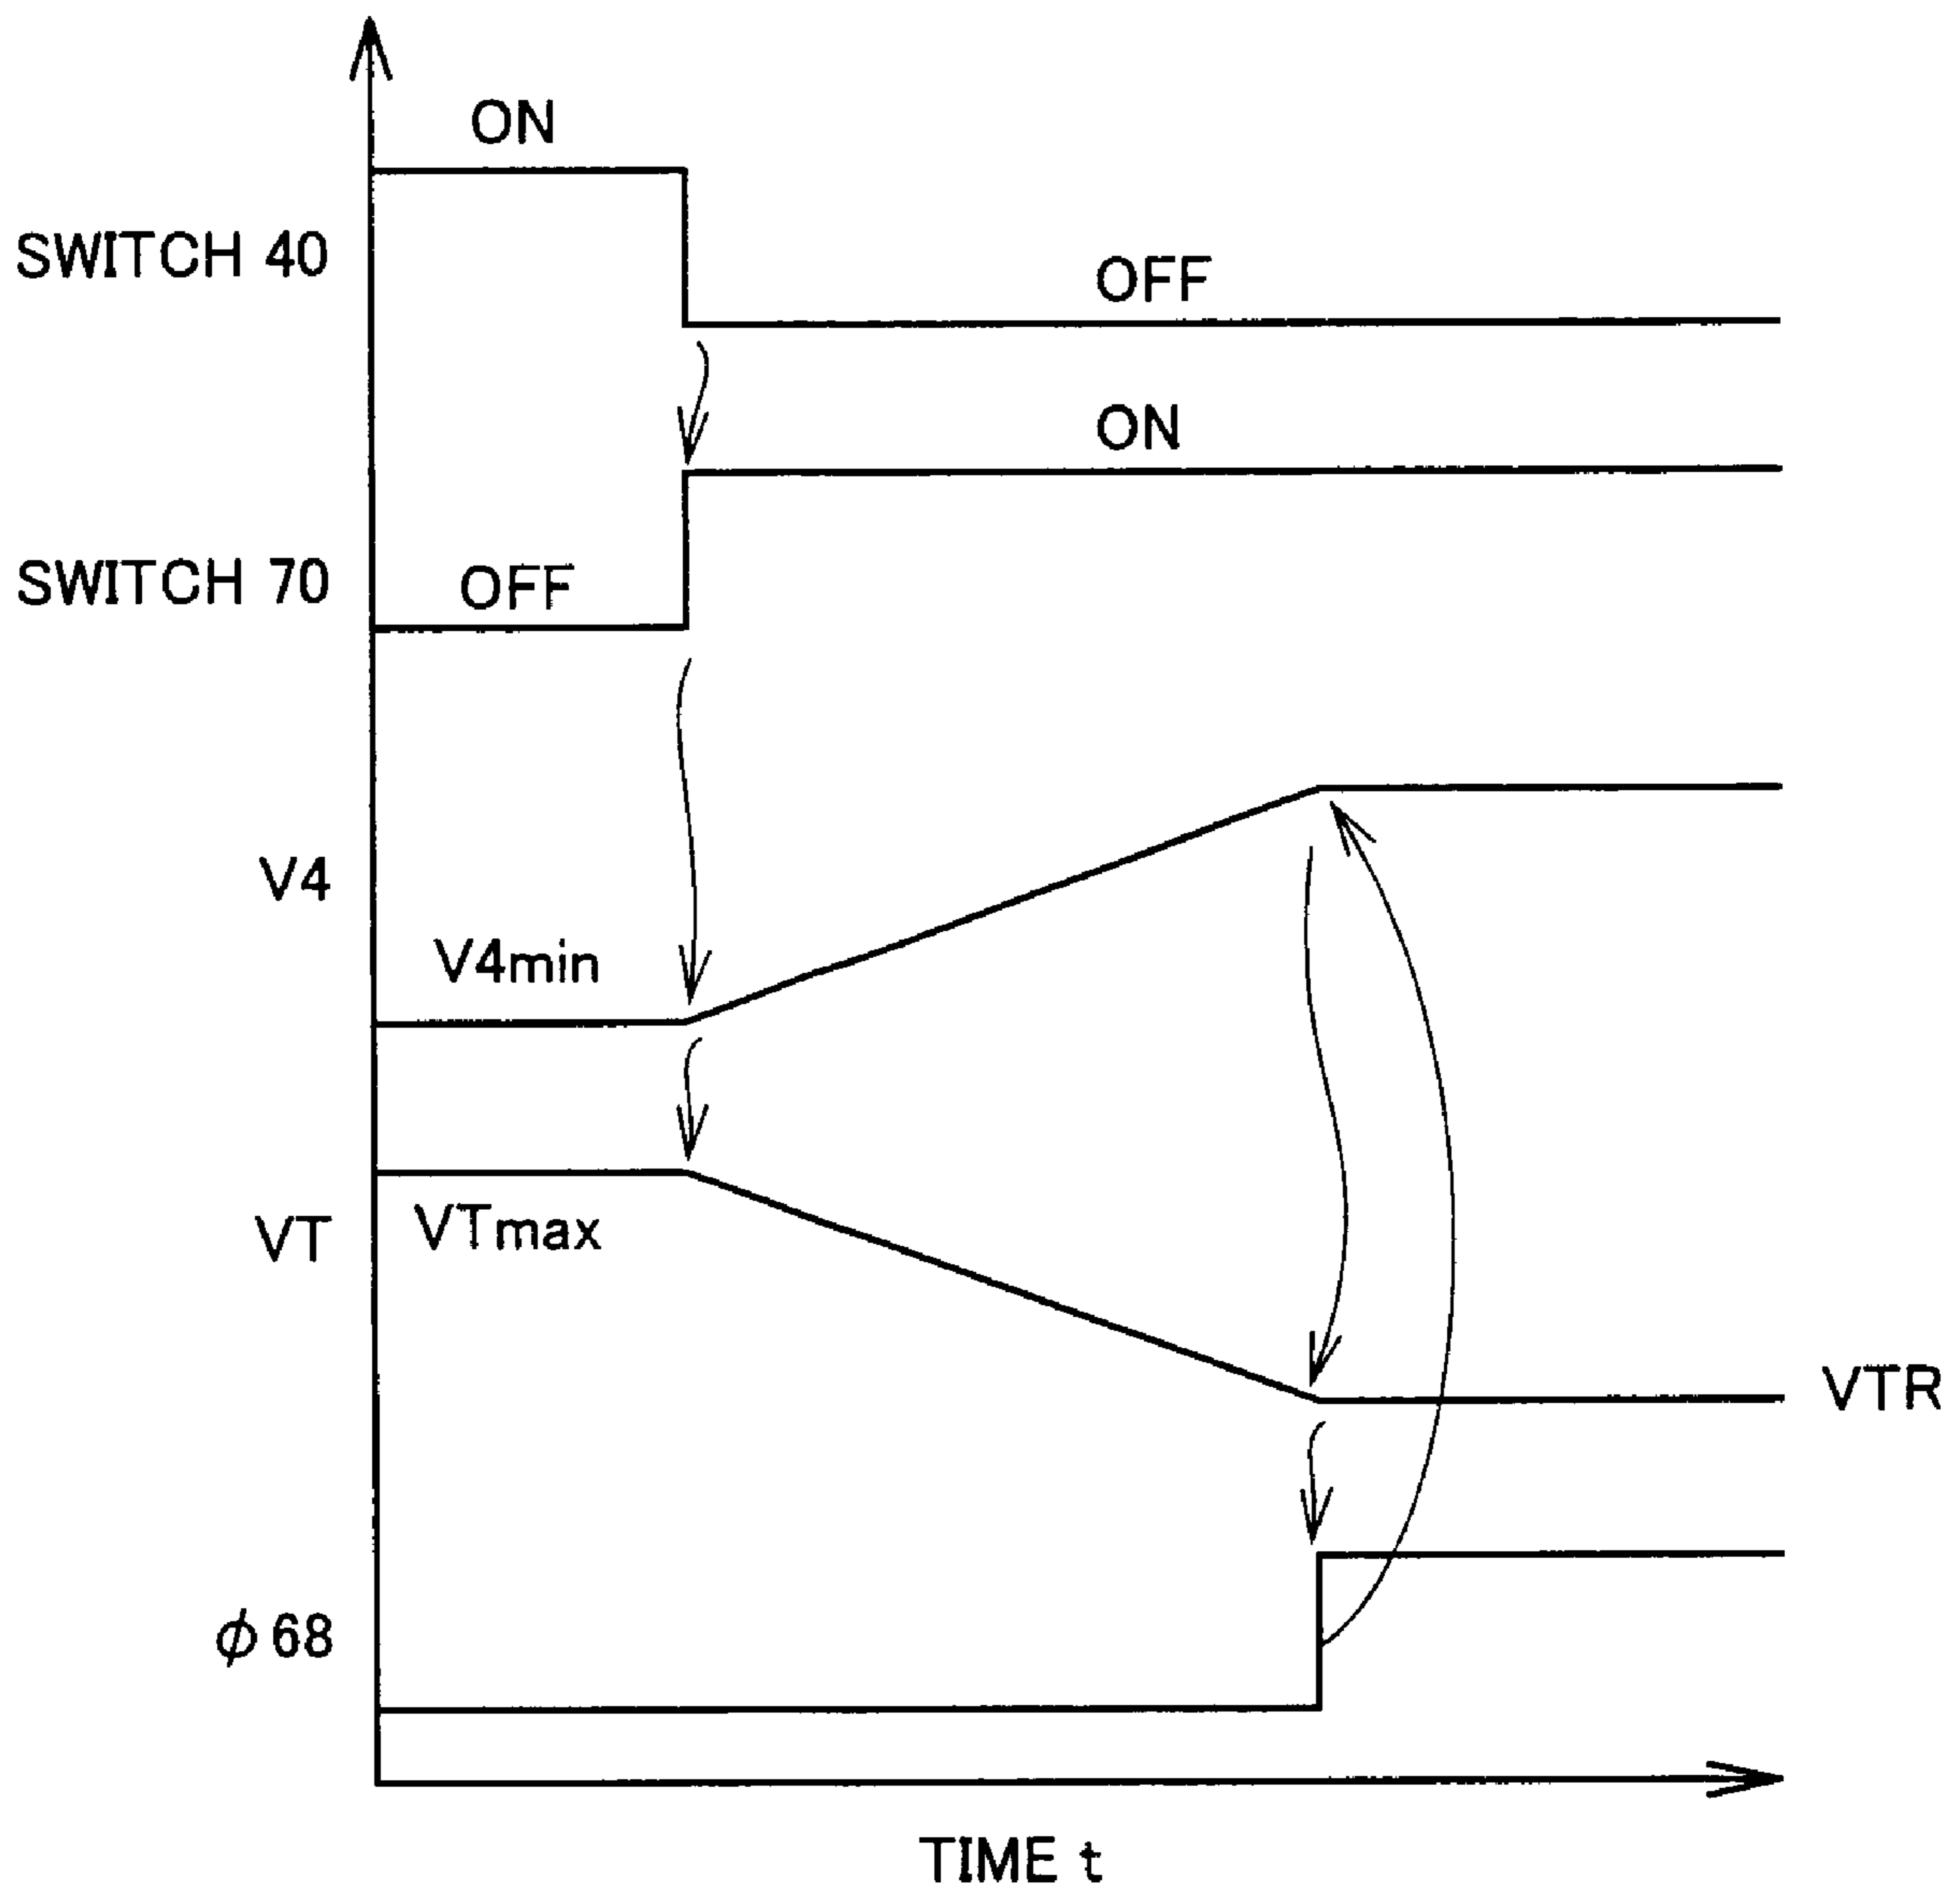 ON
SWITCH 40
OFF
ON
SWITCH 70
OFF
V4
V4min
VT
VTmax
VTR
ϕ68
TIME t